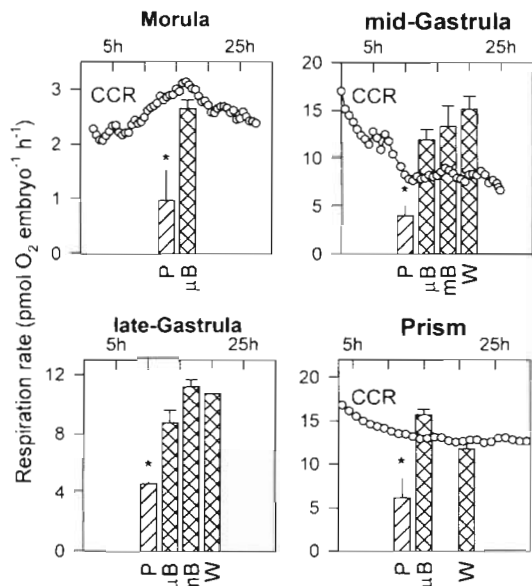 Respiration rate (pmol O2 embryo-1 h-1)
Morula
5h 25h
CCR
3
2
1
0
*
P
µB
mid-Gastrula
5h 25h
CCR
20
15
10
5
0
*
P
µB
mB
W
late-Gastrula
5h 25h
12
9
6
4
0
*
P
µB
mB
W
Prism
5h 25h
CCR
20
15
10
5
0
*
P
µB
W